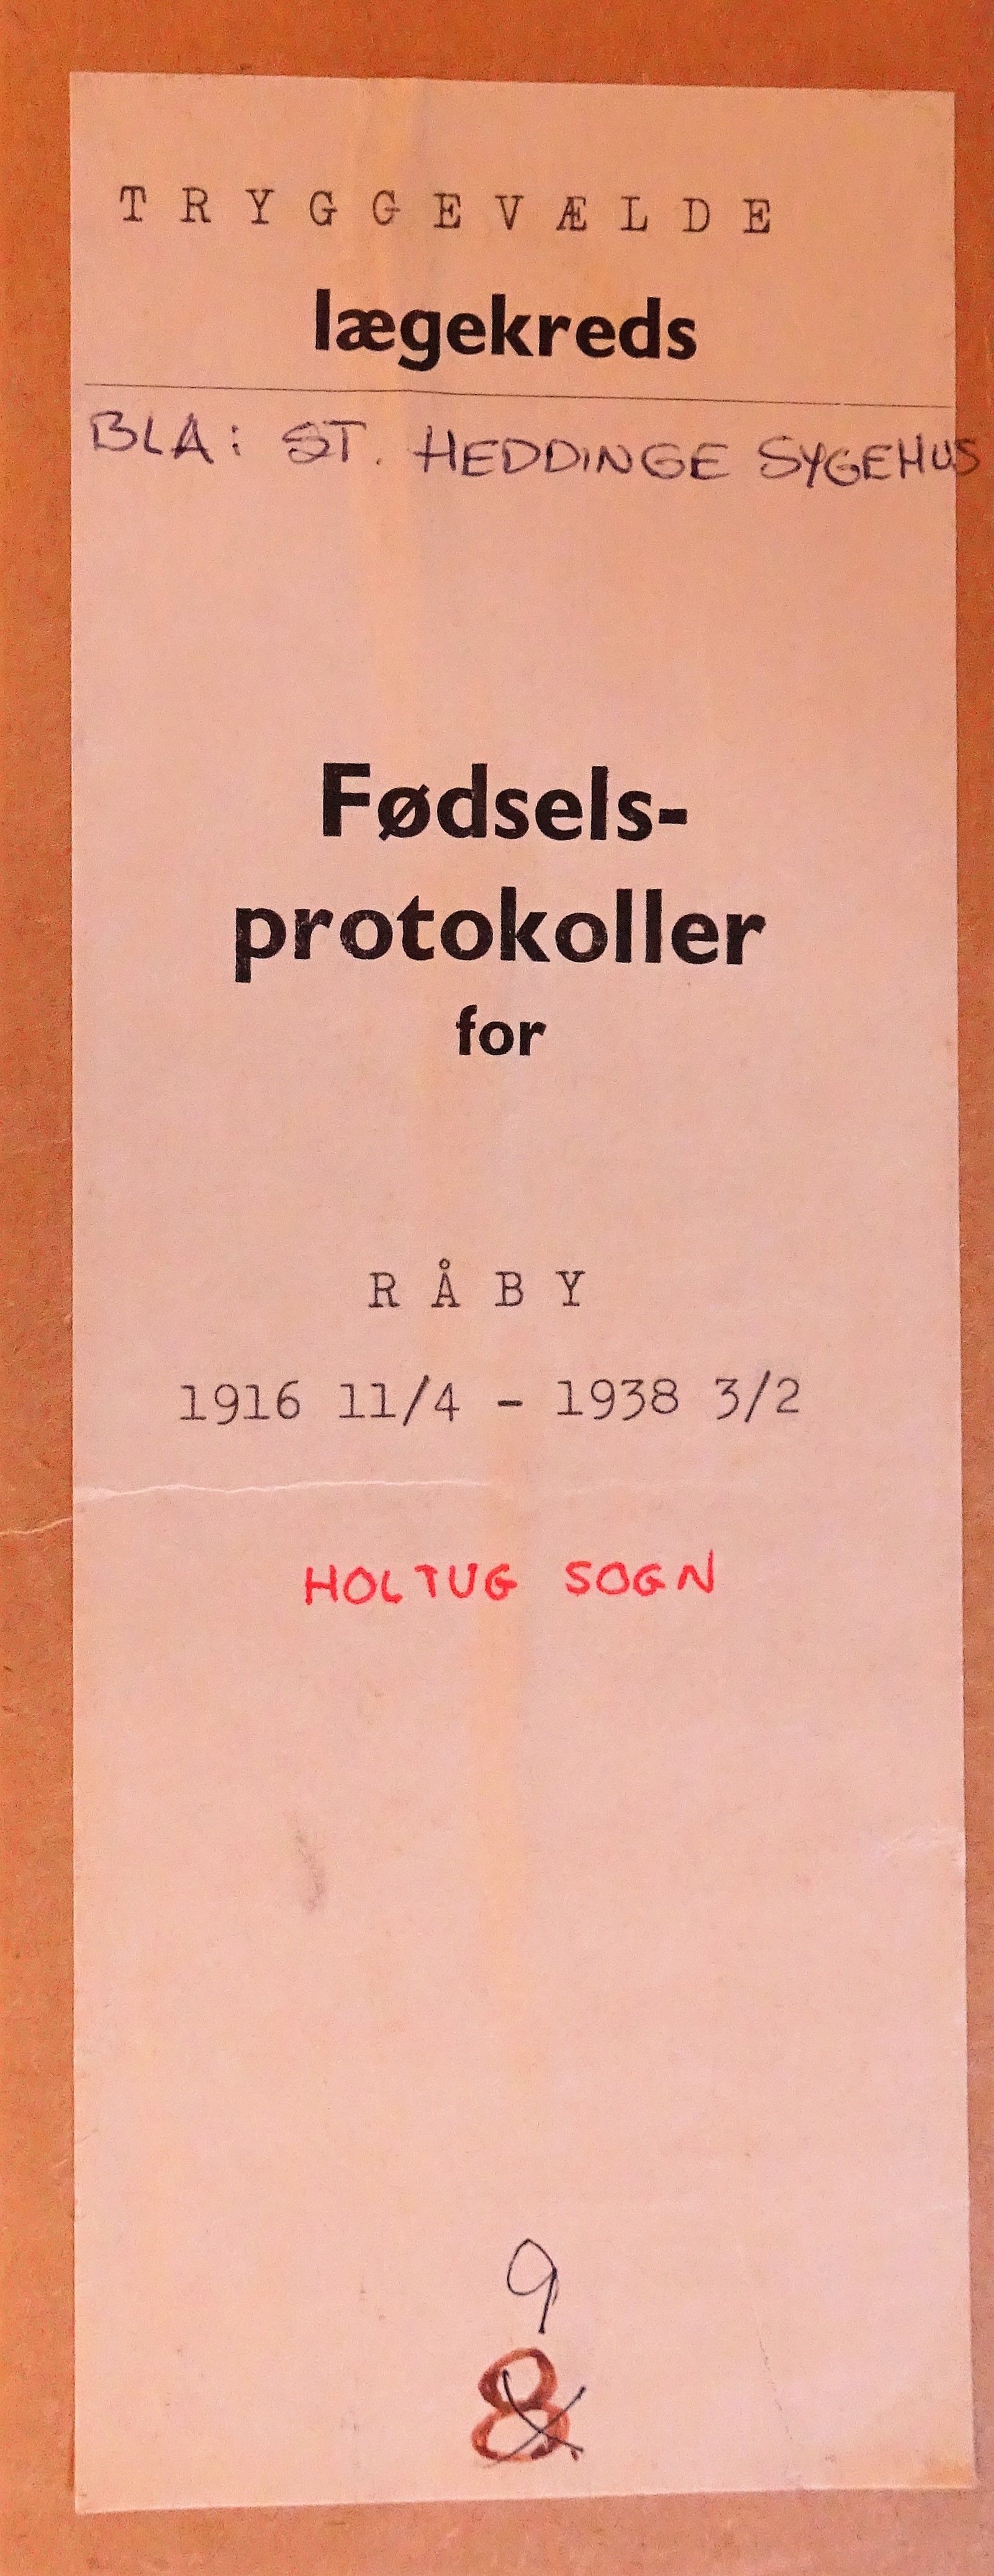 TRYGGEVÆLDE
lægekreds
BLA: ST. HEDDINGE SYGEHUS
Fødsels-
protokoller
for
RÅBY
1916 11/4 - 1938 3/2
HOLTUG SOGN
9
8